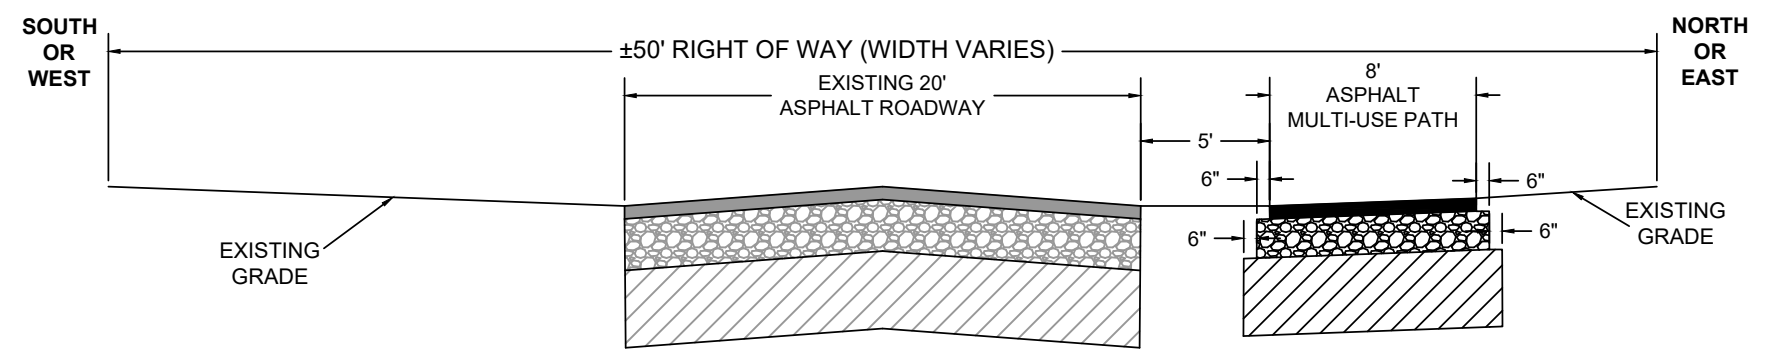 SOUTH
OR
WEST
±50' RIGHT OF WAY (WIDTH VARIES)
NORTH
OR
EAST
EXISTING 20'
ASPHALT ROADWAY
8'
ASPHALT
MULTI-USE PATH
5'
6"
6"
6"
6"
EXISTING
GRADE
EXISTING
GRADE